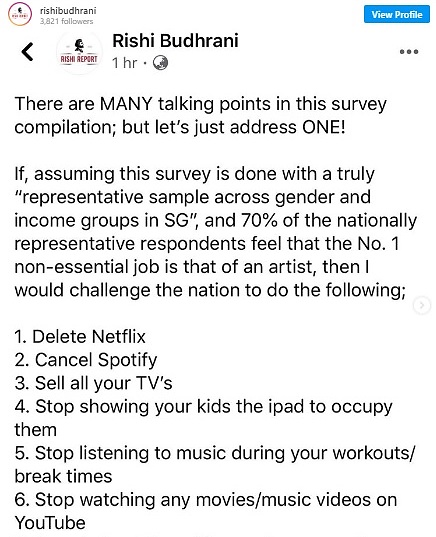 rishibudhrani
3,821 followers
View Profile
Rishi Budhrani
RISHI REPORT
1 hr ·
There are MANY talking points in this survey
compilation; but let's just address ONE!
If, assuming this survey is done with a truly
“representative sample across gender and
income groups in SG”, and 70% of the nationally
representative respondents feel that the No. 1
non-essential job is that of an artist, then I
would challenge the nation to do the following;
1. Delete Netflix
2. Cancel Spotify
3. Sell all your TV's
4. Stop showing your kids the ipad to occupy
them
5. Stop listening to music during your workouts/
break times
6. Stop watching any movies/music videos on
YouTube